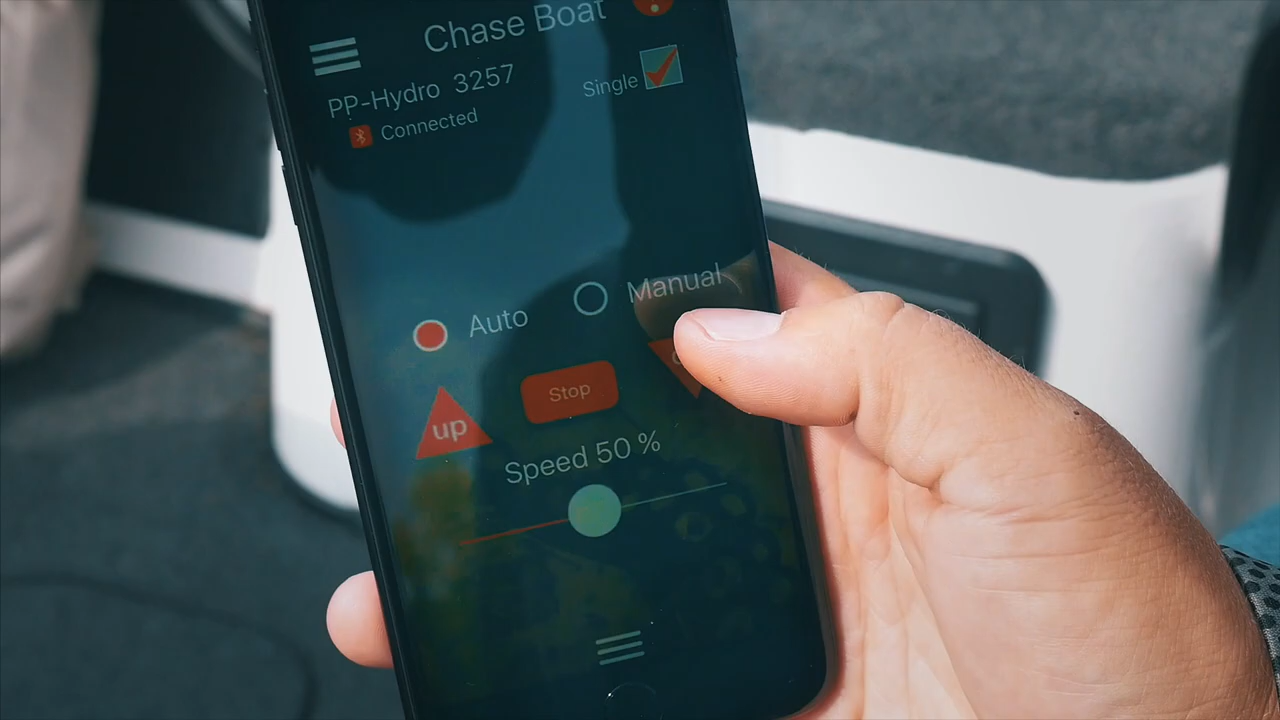 Chase Boat
PP-Hydro 3257
Single
Connected
Manual
Auto
Stop
up
Speed 50 %